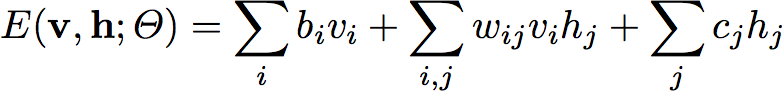 E(v, h; Θ) = ∑_i b_i v_i + ∑_{i,j} w_{ij} v_i h_j + ∑_j c_j h_j